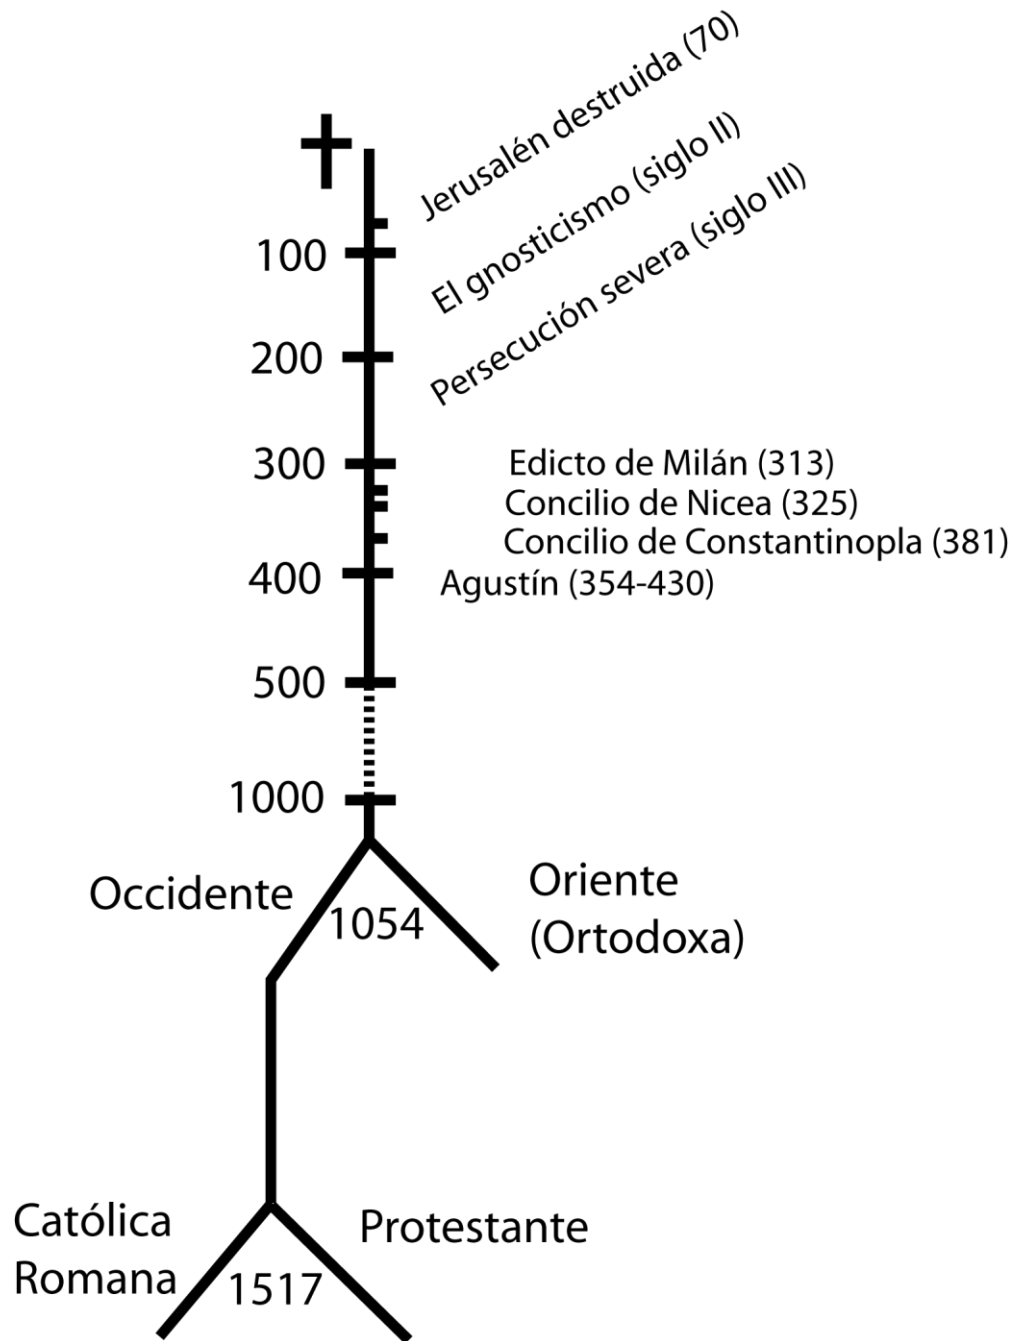 Jerusalén destruida (70)
100
El gnosticismo (siglo II)
200
Persecución severa (siglo III)
300
Edicto de Milán (313)
Concilio de Nicea (325)
Concilio de Constantinopla (381)
400
Agustín (354-430)
500
1000
Occidente
1054
Oriente
(Ortodoxa)
Católica
Romana
1517
Protestante